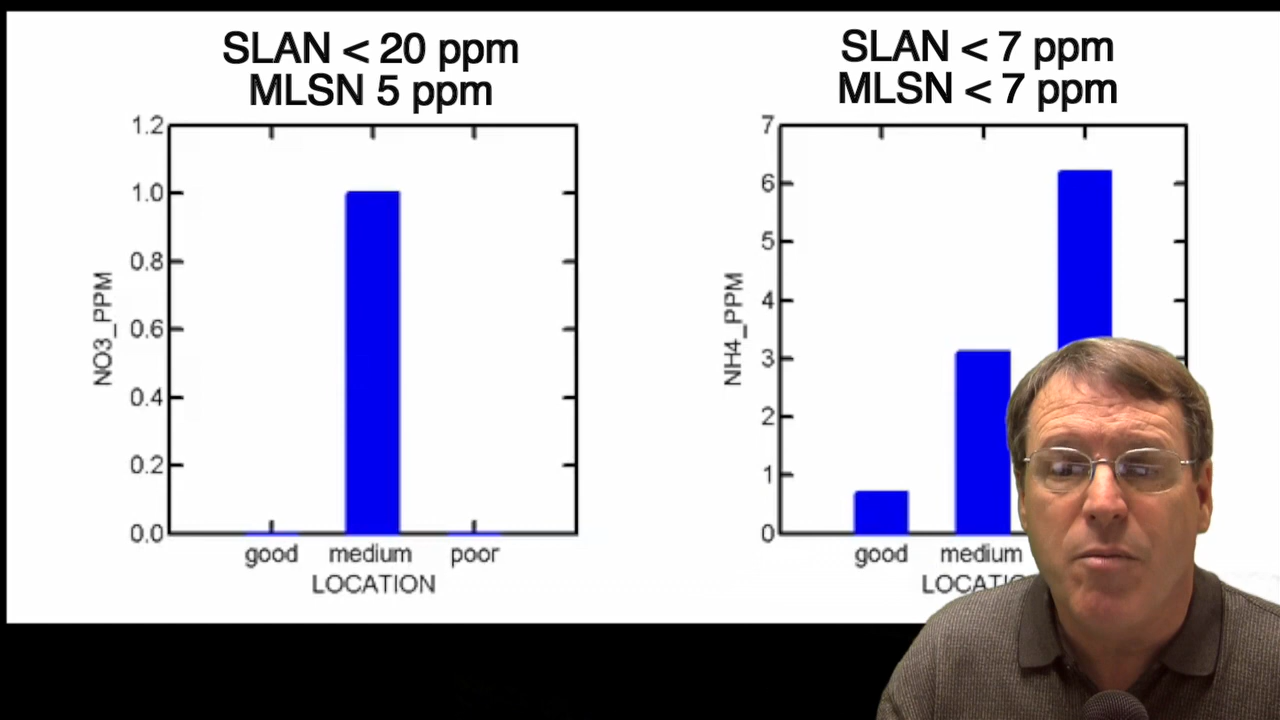 SLAN < 20 ppm
MLSN 5 ppm
1.2
1.0
0.8
0.6
0.4
0.2
0.0
NO3_PPM
good medium poor
LOCATION
SLAN < 7 ppm
MLSN < 7 ppm
7
6
5
4
3
2
1
0
NH4_PPM
good medium